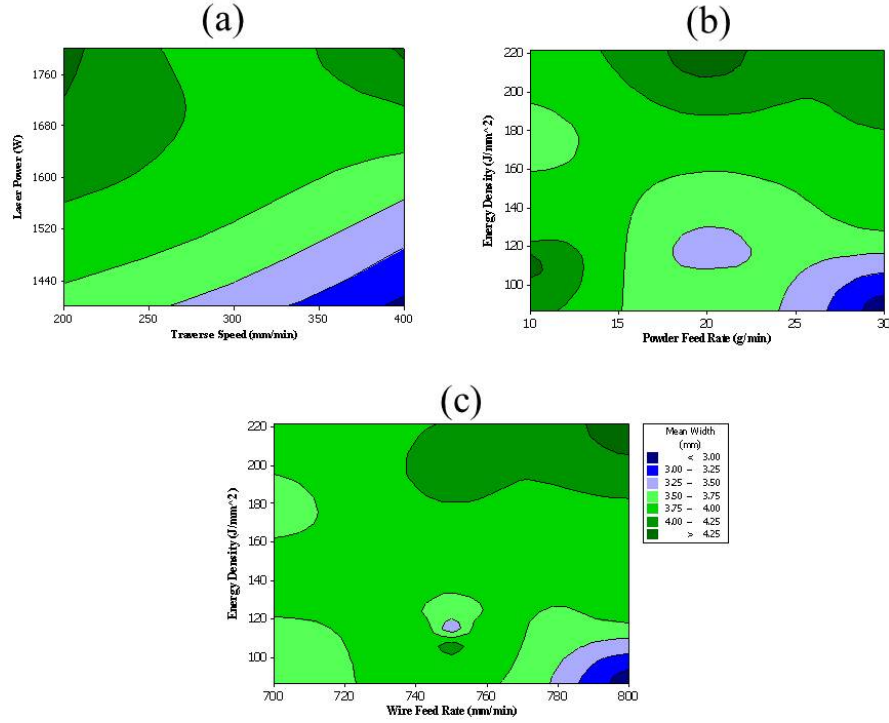 (a)
Laser Power (W)
1760
1680
1600
1520
1440
200 250 300 350 400
Traverse Speed (mm/min)
(b)
Energy Density (J/mm^2)
220
200
180
160
140
120
100
10 15 20 25 30
Powder Feed Rate (g/min)
(c)
Energy Density (J/mm^2)
220
200
180
160
140
120
100
700 720 740 760 780 800
Wire Feed Rate (mm/min)
Mean Width
(mm)
< 3.00
3.00 – 3.25
3.25 – 3.50
3.50 – 3.75
3.75 – 4.00
4.00 – 4.25
> 4.25